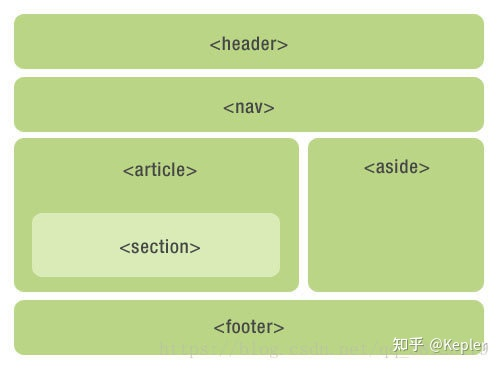 <header>
<nav>
<article>
<aside>
<section>
<footer>
知乎 @Kepler